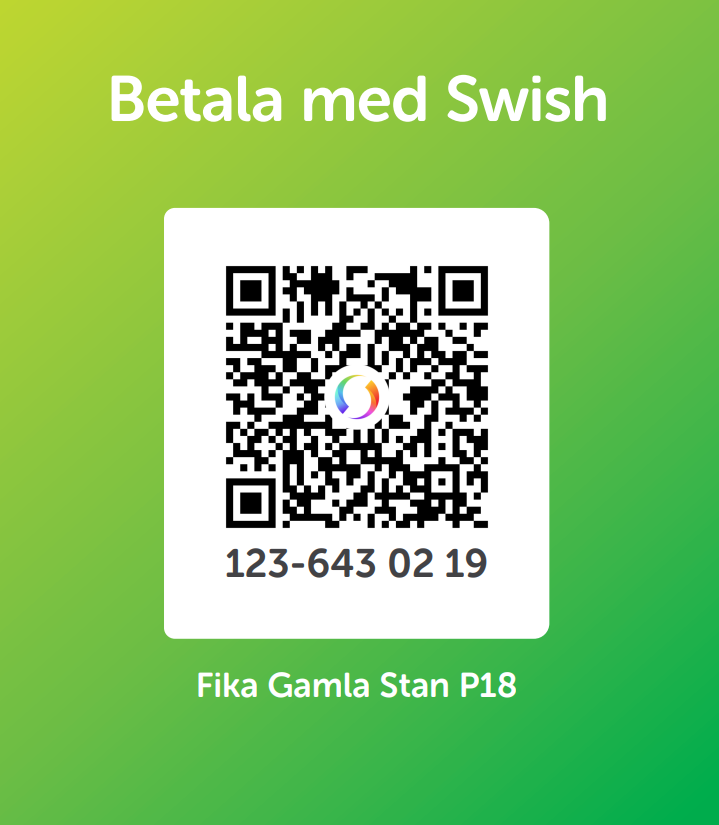 Betala med Swish
123-643 02 19
Fika Gamla Stan P18